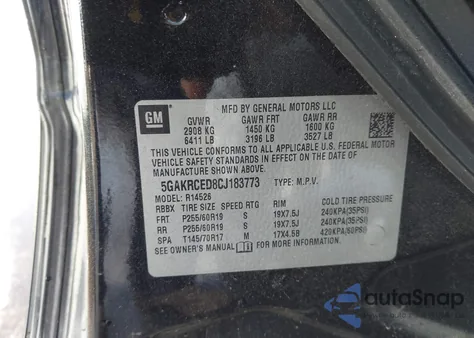 GM
MFD BY GENERAL MOTORS LLC
GVWR GAWR FRT GAWR RR
2908 KG 1450 KG 1600 KG
6411 LB 3196 LB 3527 LB
THIS VEHICLE CONFORMS TO ALL APPLICABLE U.S. FEDERAL MOTOR
VEHICLE SAFETY AND THEFT PREVENTION STANDARDS IN EFFECT ON THE DATE OF
MANUFACTURE SHOWN ABOVE.
5GAKRCED8CJ183773 TYPE: M.P.V.
MODEL: R14526
RBBX TIRE SIZE SPEED RTG RIM COLD TIRE PRESSURE
FRT P255/60R19 S 19X7.5J 240KPA(35PSI)
RR P255/60R19 S 19X7.5J 240KPA(35PSI)
SPA T145/70R17 M 17X4.5B 420KPA(60PSI)
SEE OWNER'S MANUAL FOR MORE INFORMATION.
autoSnap